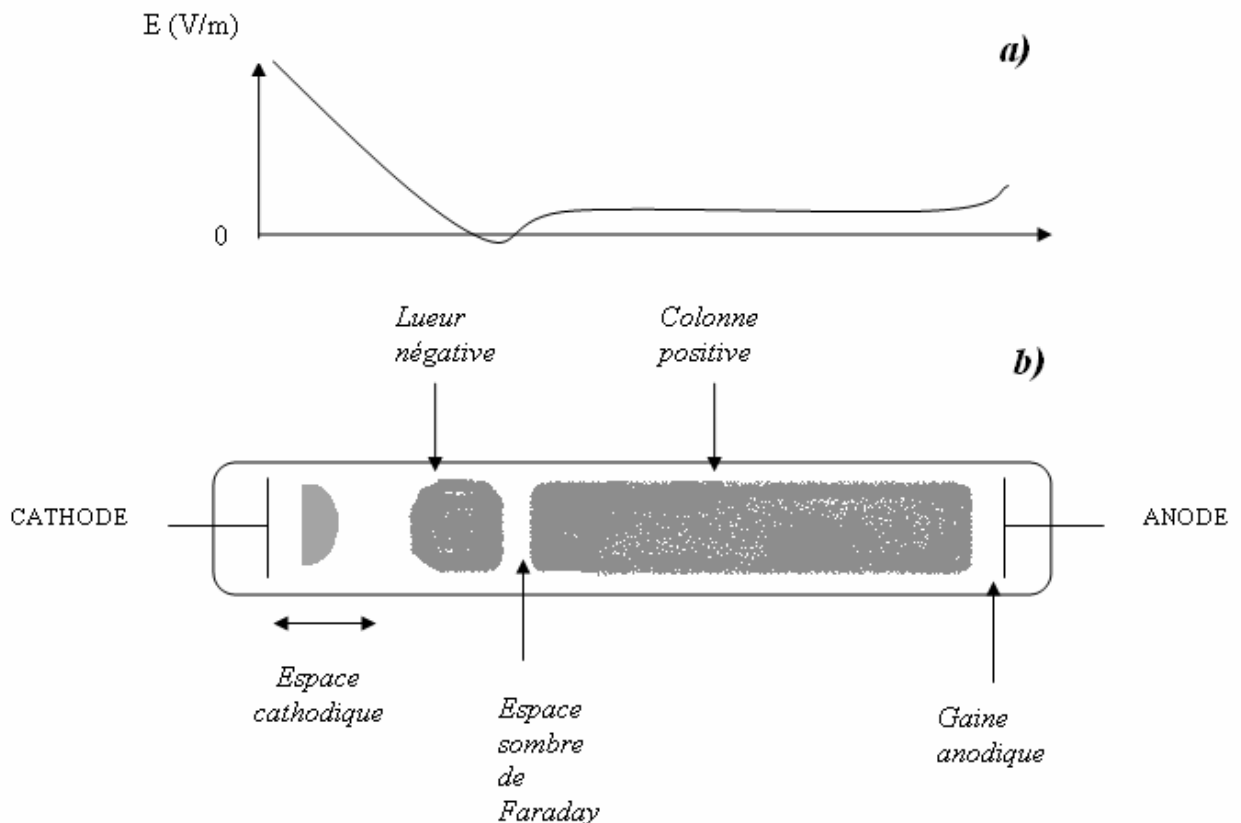 E (V/m)
a)
0
Lueur
négative
Colonne
positive
b)
CATHODE
ANODE
Espace
cathodique
Espace
sombre
de
Faraday
Gaine
anodique